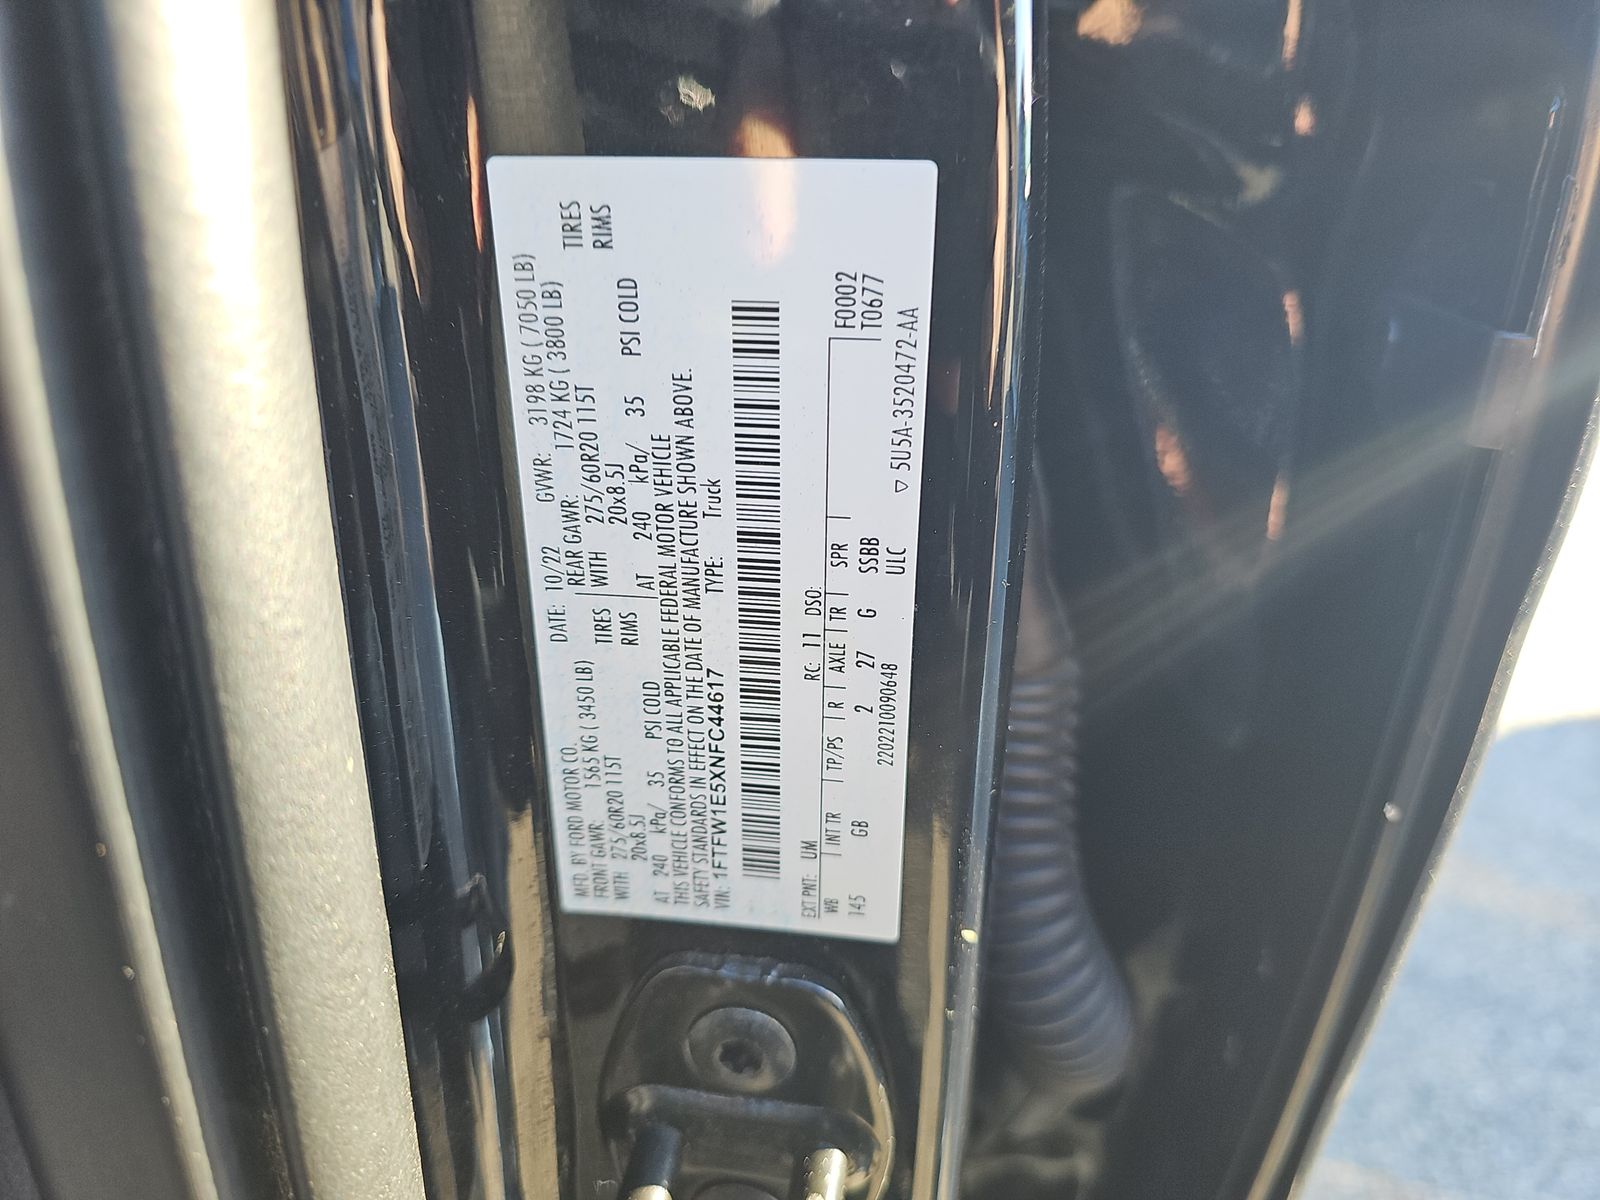 MFD. BY FORD MOTOR CO. DATE: 10/22 GVWR: 3198 KG ( 7050 LB)
FRONT GAWR: 1565 KG ( 3450 LB) REAR GAWR: 1724 KG ( 3800 LB)
WITH 275/60R20 115T TIRES WITH 275/60R20 115T TIRES
20x8.5J RIMS 20x8.5J RIMS
AT 240 kPa/ 35 PSI COLD AT 240 kPa/ 35 PSI COLD
THIS VEHICLE CONFORMS TO ALL APPLICABLE FEDERAL MOTOR VEHICLE
SAFETY STANDARDS IN EFFECT ON THE DATE OF MANUFACTURE SHOWN ABOVE.
VIN: 1FTFW1E5XNFC44617 TYPE: Truck
EXT PNT: UM RC: 11 DSO:
WB INT TR TP/PS R AXLE TR SPR F0002
145 GB 2 27 G SSBB T0677
220221090648 ULC
▽ 5U5A-3520472-AA